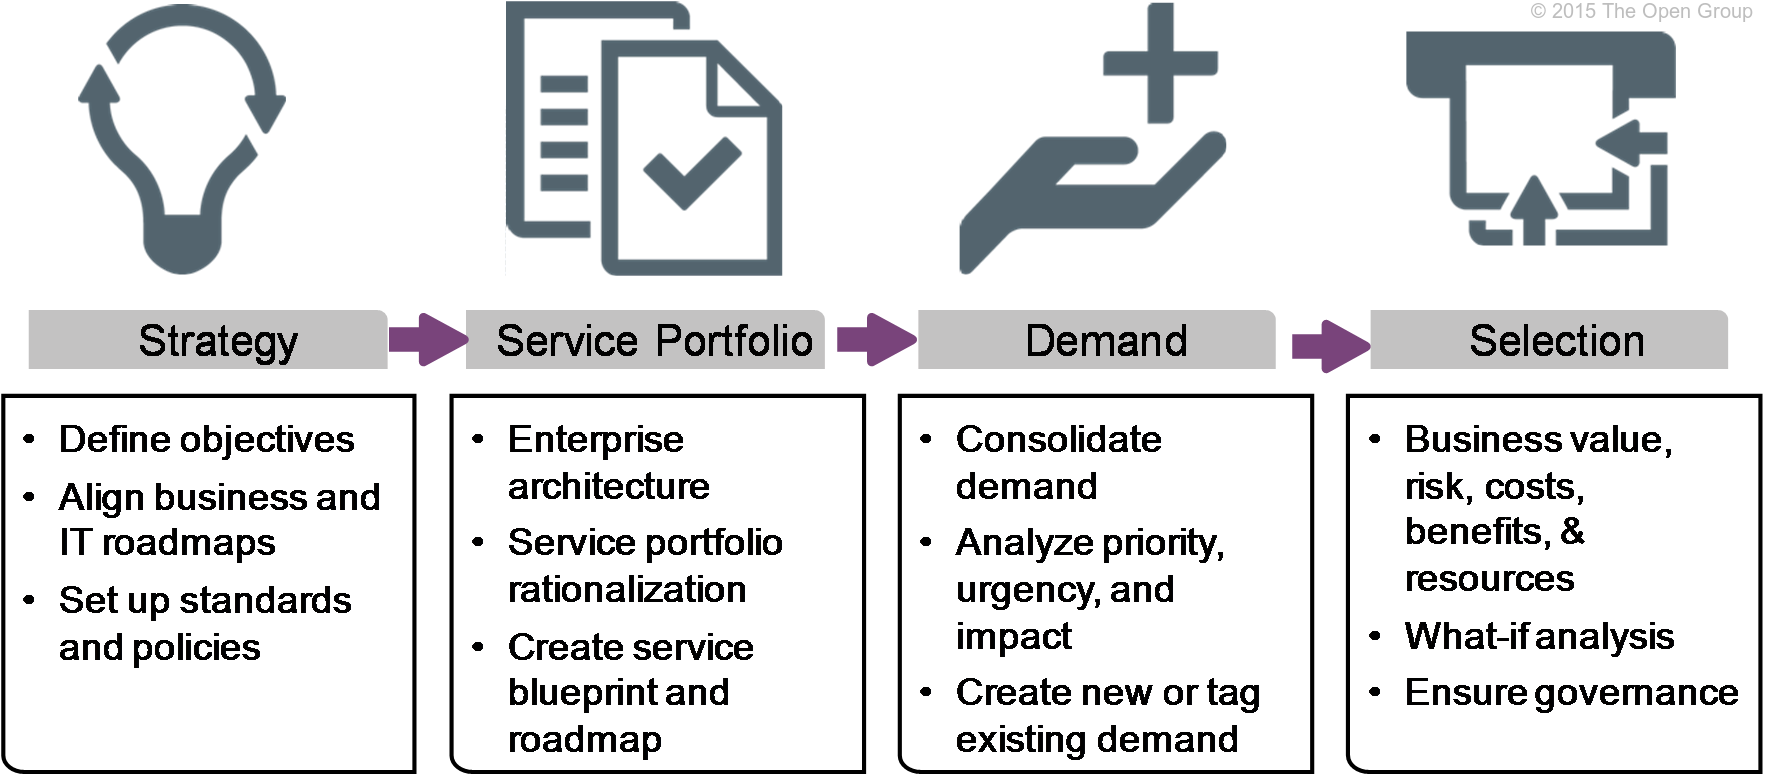 © 2015 The Open Group
Strategy
Service Portfolio
Demand
Selection
• Define objectives
• Align business and
IT roadmaps
• Set up standards
and policies
• Enterprise
architecture
• Service portfolio
rationalization
• Create service
blueprint and
roadmap
• Consolidate
demand
• Analyze priority,
urgency, and
impact
• Create new or tag
existing demand
• Business value,
risk, costs,
benefits, &
resources
• What-if analysis
• Ensure governance